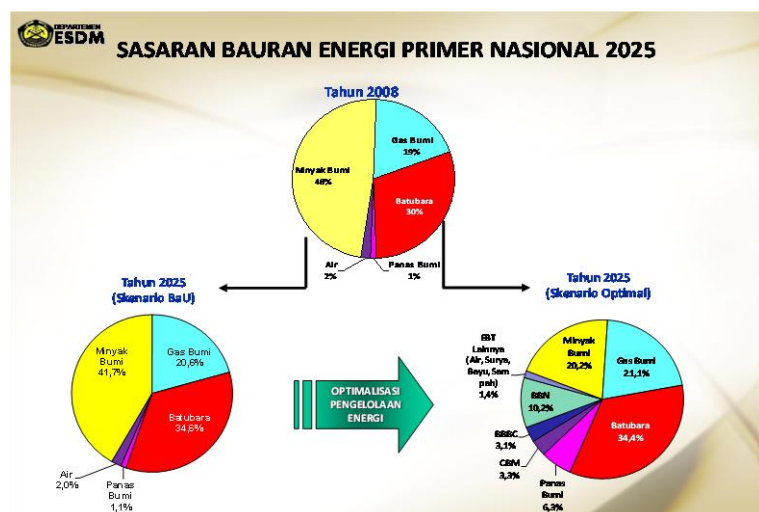 DEPARTEMEN
ESDM
SASARAN BAURAN ENERGI PRIMER NASIONAL 2025
Tahun 2008
Gas Bumi
19%
Minyak Bumi
48%
Batubara
30%
Air
2%
Panas Bumi
1%
Tahun 2025
(Skenario BaU)
Minyak
Bumi
41,7%
Gas Bumi
20,6%
Batubara
34,6%
Air
2,0%
Panas
Bumi
1,1%
OPTIMALISASI
PENGELOLAAN
ENERGI
Tahun 2025
(Skenario Optimal)
EBT
Lainnya
(Air, Surya,
Bayu, Sam
pah)
1,4%
Minyak
Bumi
20,2%
Gas Bumi
21,1%
BBN
10,2%
Batubara
34,4%
BBBC
3,1%
CBM
3,3%
Panas
Bumi
6,3%